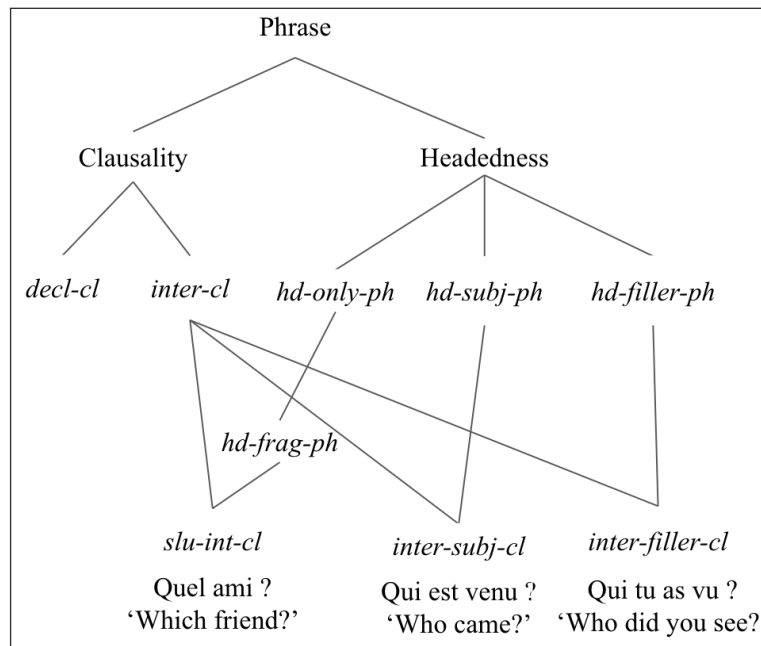 Phrase
Clausality Headedness
decl-cl inter-cl hd-only-ph hd-subj-ph hd-filler-ph
hd-frag-ph
slu-int-cl inter-subj-cl inter-filler-cl
Quel ami ? Qui est venu ? Qui tu as vu ?
‘Which friend?’ ‘Who came?’ ‘Who did you see?